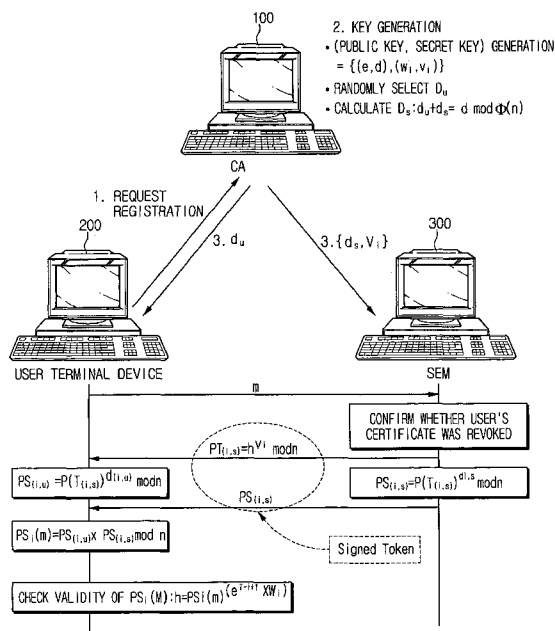 100
2. KEY GENERATION
• (PUBLIC KEY, SECRET KEY) GENERATION
= {(e,d),(wᵢ,vᵢ)}
• RANDOMLY SELECT Dᵤ
• CALCULATE Dₛ:dᵤ+dₛ= d mod Φ(n)
CA
1. REQUEST
REGISTRATION
200
3. dᵤ
3.{dₛ,Vᵢ}
300
USER TERMINAL DEVICE
SEM
m
CONFIRM WHETHER USER'S
CERTIFICATE WAS REVOKED
PT(i,s)=h^Vi modn
PS(i,u) =P(T(i,s))^d(i,u) modn
PS(i,s)=P(T(i,s))^di,s modn
PS(i,s)
PSᵢ(m)=PS(i,u)x PS(i,s)mod n
Signed Token
CHECK VALIDITY OF PSᵢ(M):h=PSi(m)^(e^T-i+1 XWᵢ)